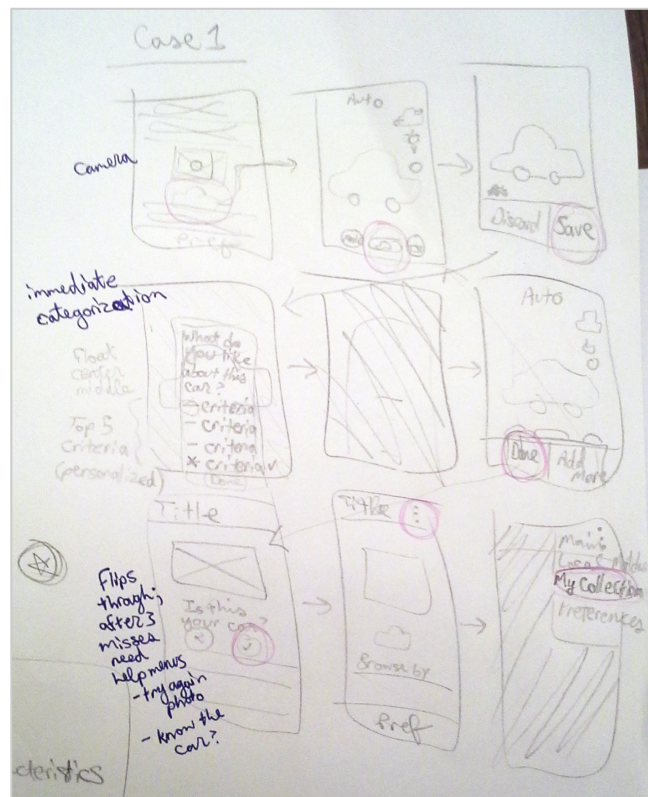 Case 1
camera
Pref
Auto
Discard
Save
immediate
categorization
Float
center
middle
Top 5
criteria
(personalized)
What do
you like
about this
car?
criteria
- criteria
- criteria
x criteria
Done
Auto
Done
Add
more
Title
Is this
your car?
Flips
through;
after 3
misses
need
help menus
- try again
photo
- know the
car?
Title
Browse by
Pref
Main
My Collection
Preferences
cteristics